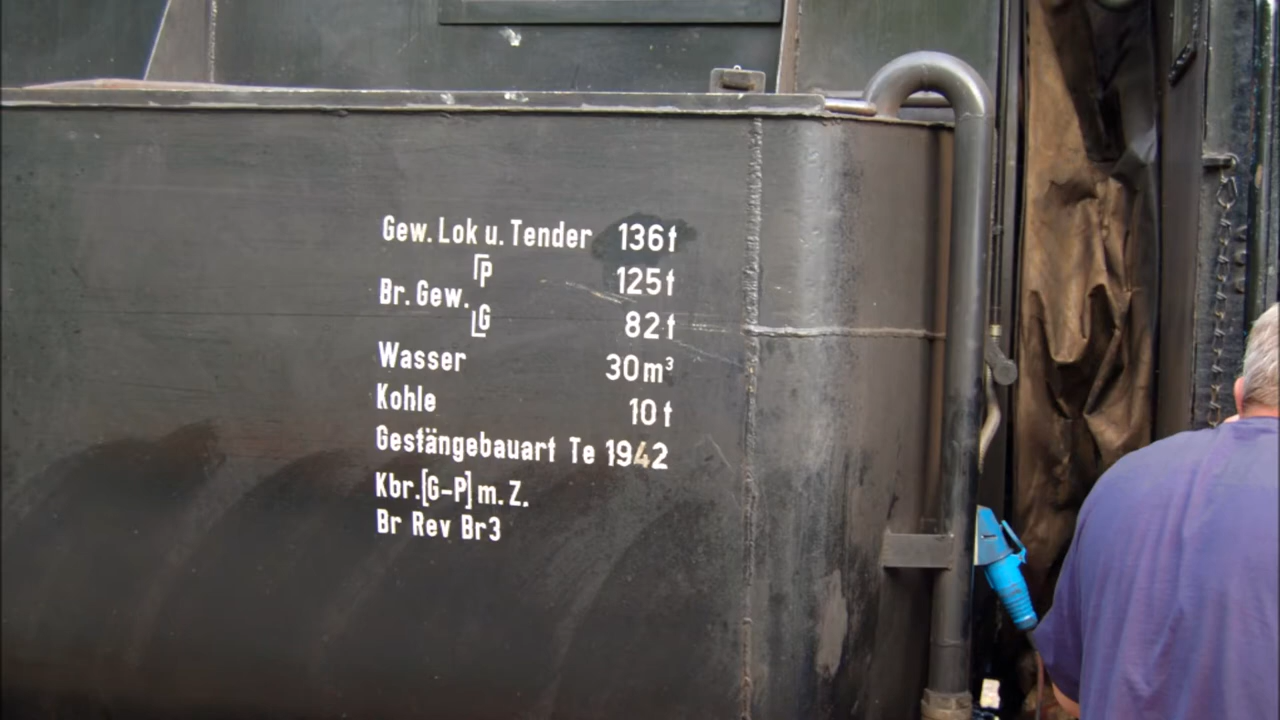 Gew. Lok u. Tender 136t
P 125t
Br. Gew.
G 82t
Wasser 30m³
Kohle 10t
Gestängebauart Te 1942
Kbr.[G-P] m. Z.
Br Rev Br3